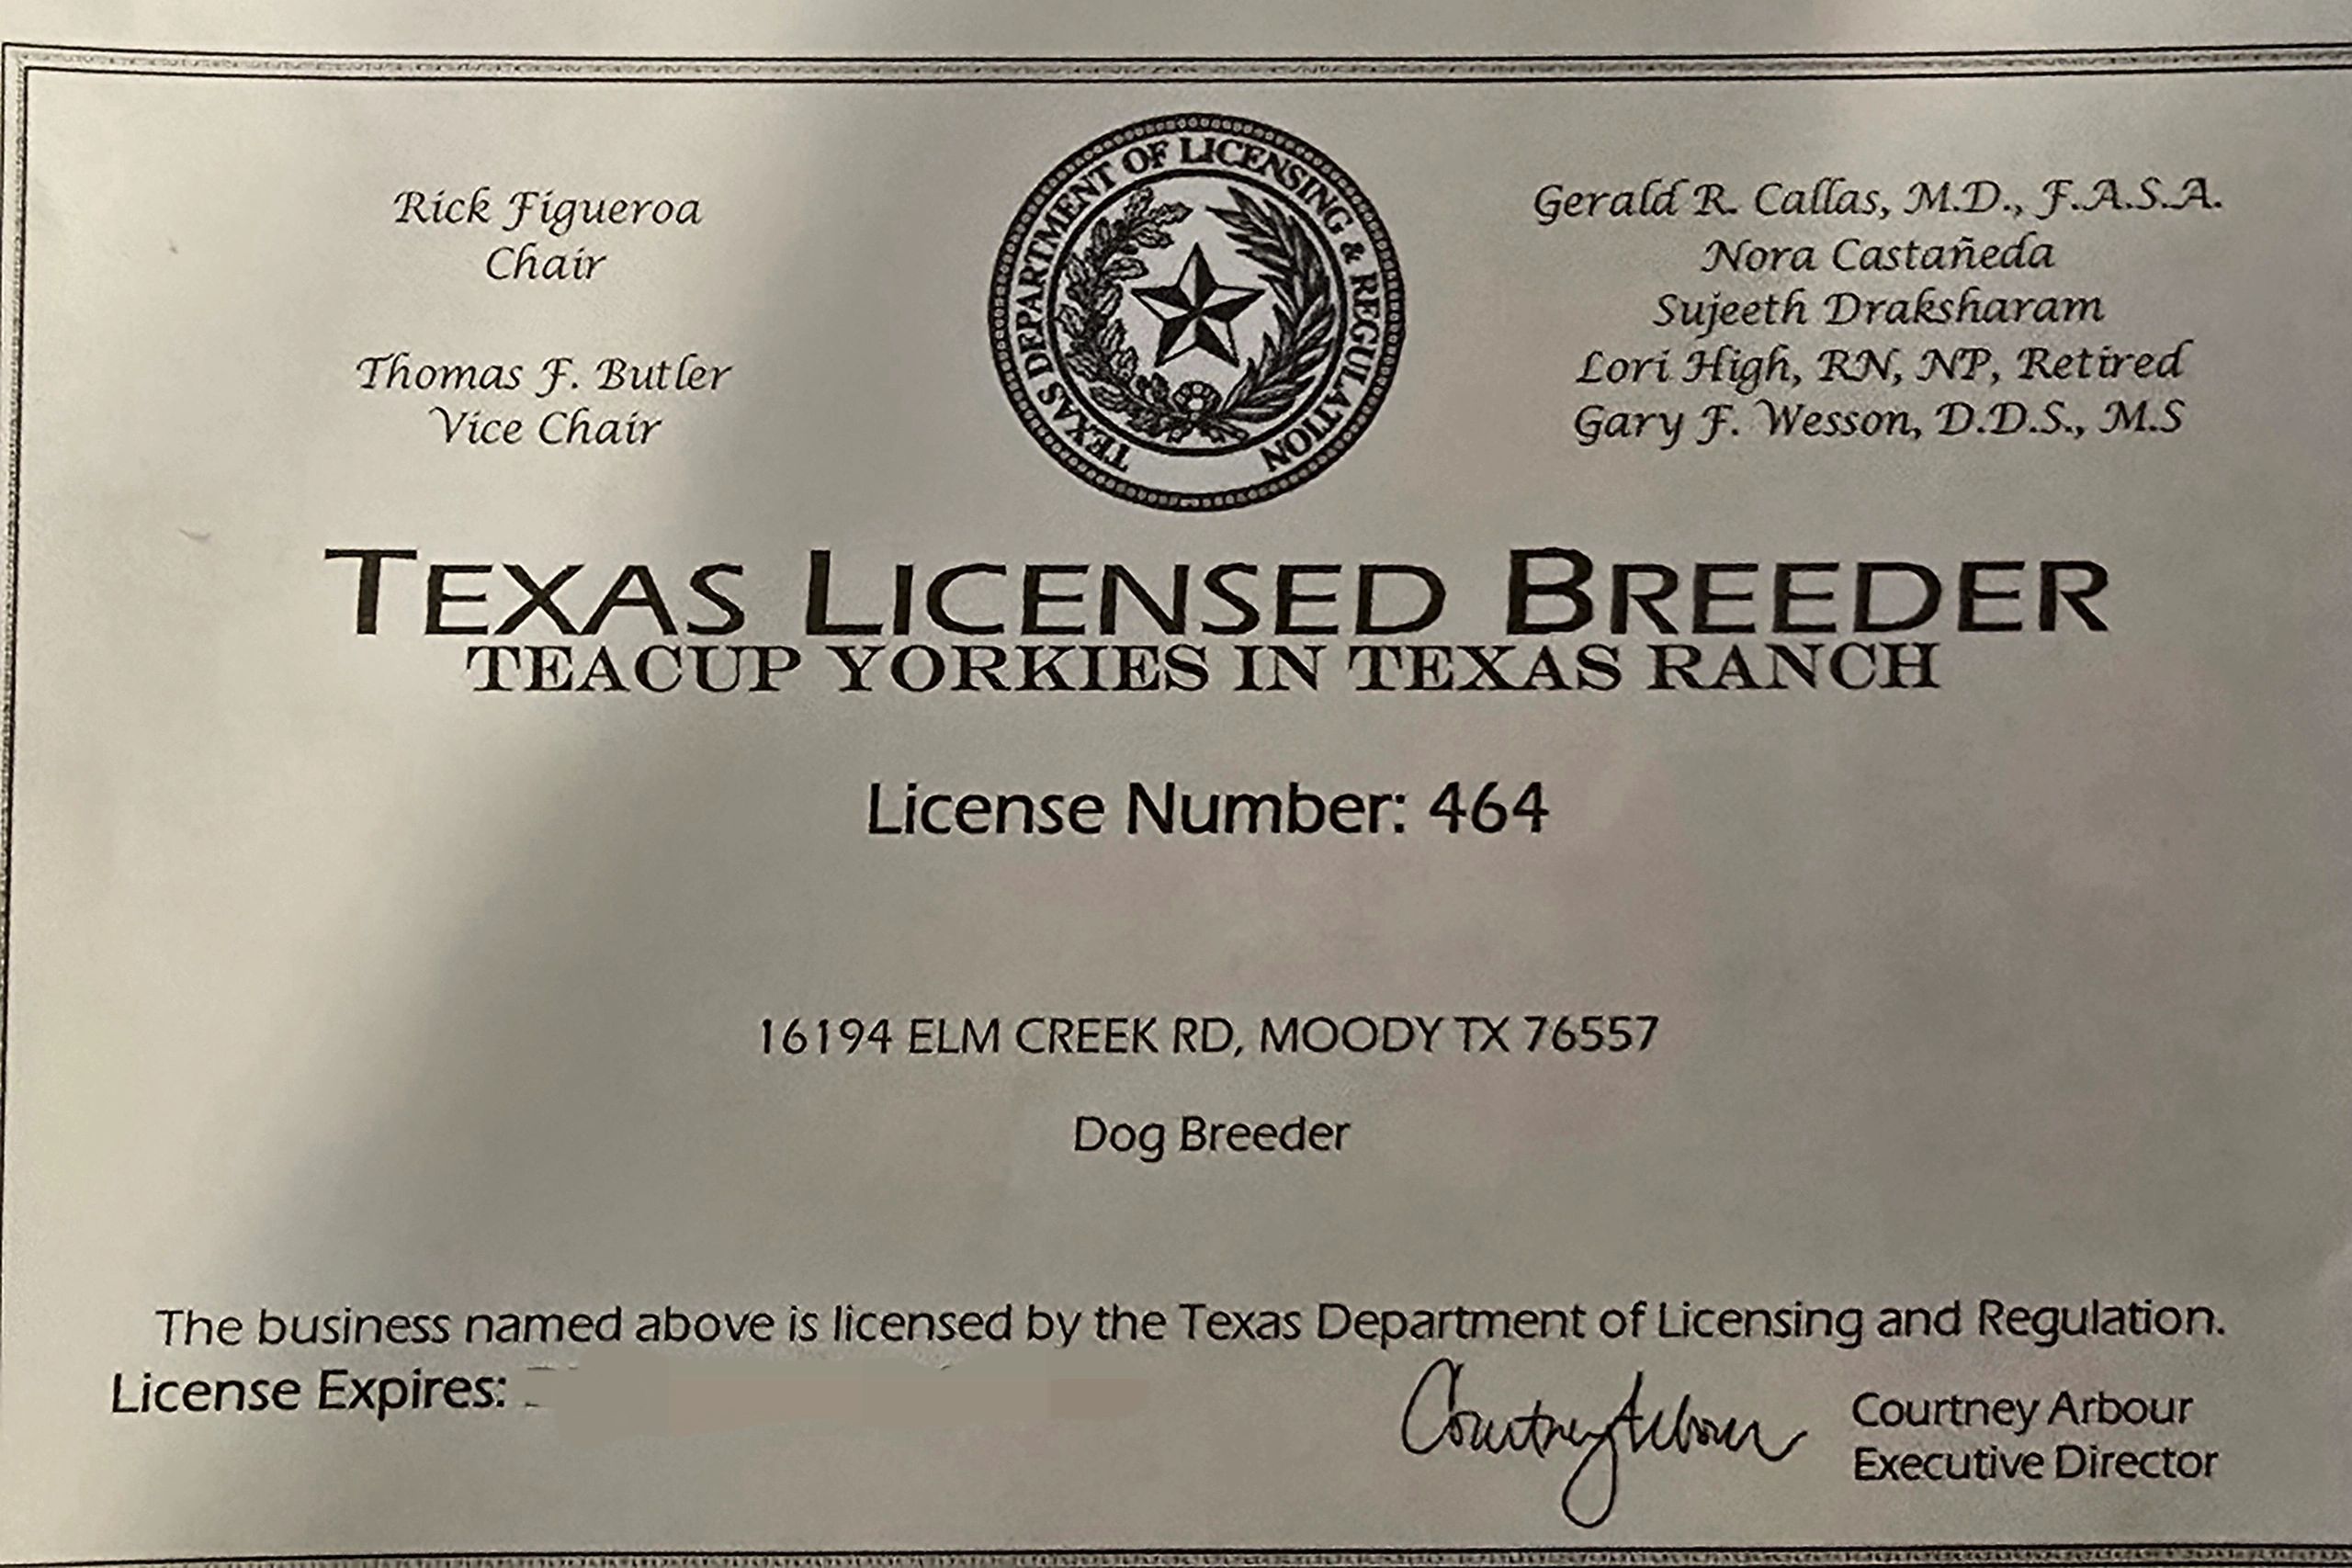 Rick Figueroa
Chair
Thomas F. Butler
Vice Chair
TEXAS DEPARTMENT OF LICENSING & REGULATION
Gerald R. Callas, M.D., F.A.S.A.
Nora Castañeda
Sujeeth Draksharam
Lori High, RN, NP, Retired
Gary F. Wesson, D.D.S., M.S
TEXAS LICENSED BREEDER
TEACUP YORKIES IN TEXAS RANCH
License Number: 464
16194 ELM CREEK RD, MOODY TX 76557
Dog Breeder
The business named above is licensed by the Texas Department of Licensing and Regulation.
License Expires:
Courtney Arbour
Courtney Arbour
Executive Director